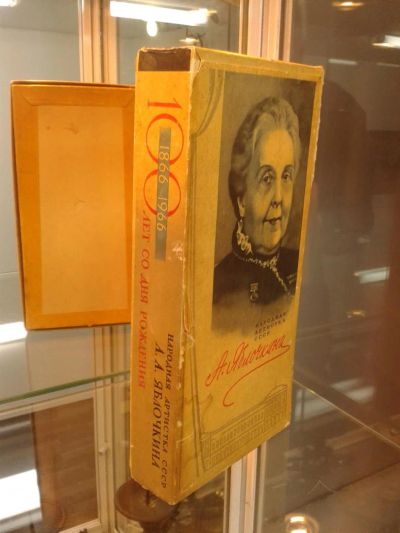 100
1866 1966
ЛЕТ СО ДНЯ РОЖДЕНИЯ
НАРОДНАЯ АРТИСТКА СССР
А.А. ЯБЛОЧКИНА
НАРОДНАЯ
АРТИСТКА
СССР
А. Яблочкина